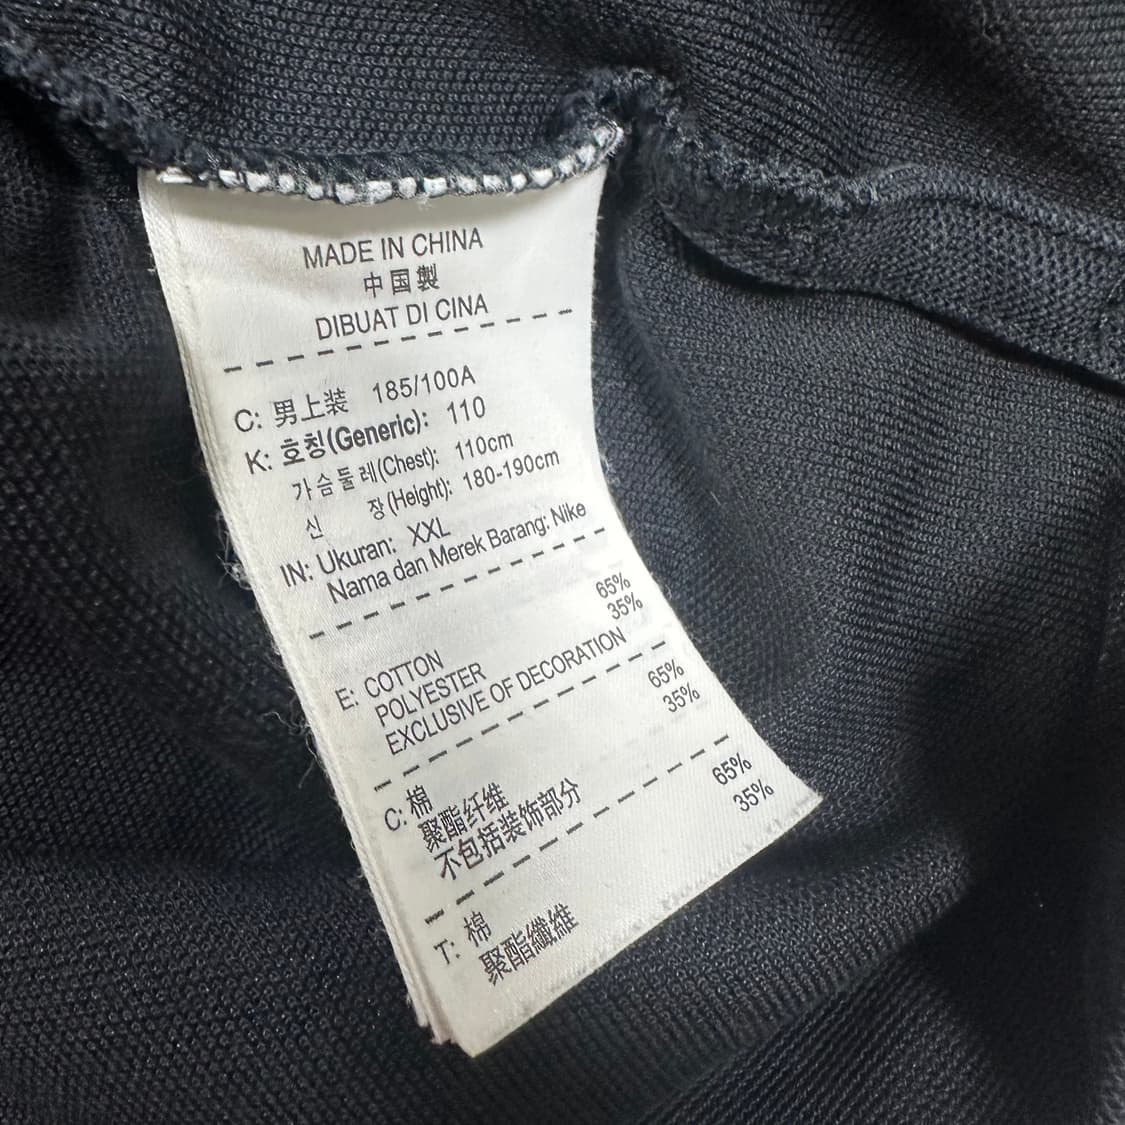 MADE IN CHINA
中国製
DIBUAT DI CINA
C: 男上装 185/100A
K: 호칭(Generic): 110
가슴둘레(Chest): 110cm
신 장(Height): 180-190cm
IN: Ukuran: XXL
Nama dan Merek Barang: Nike
E: COTTON 65%
POLYESTER 35%
EXCLUSIVE OF DECORATION
C: 棉 65%
聚酯纤维 35%
不包括装饰部分
T: 棉 65%
聚酯纖維 35%